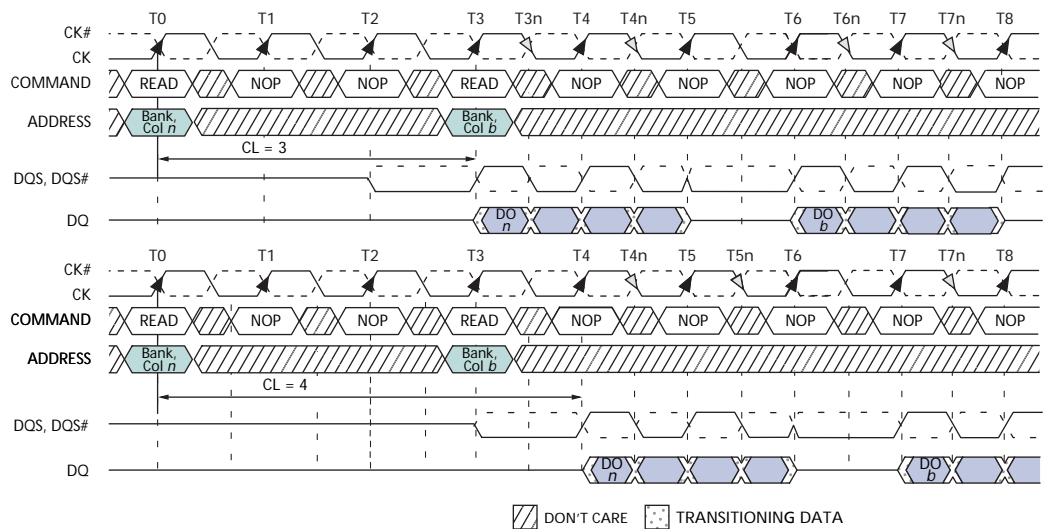 T0 T1 T2 T3 T3n T4 T4n T5 T6 T6n T7 T7n T8
CK#
CK
COMMAND READ NOP NOP READ NOP NOP NOP NOP NOP
ADDRESS Bank, Col n Bank, Col b
CL = 3
DQS, DQS#
DQ DO n DO b
T0 T1 T2 T3 T4 T4n T5 T5n T6 T7 T7n T8
CK#
CK
COMMAND READ NOP NOP READ NOP NOP NOP NOP NOP
ADDRESS Bank, Col n Bank, Col b
CL = 4
DQS, DQS#
DQ DO n DO b
DON'T CARE TRANSITIONING DATA